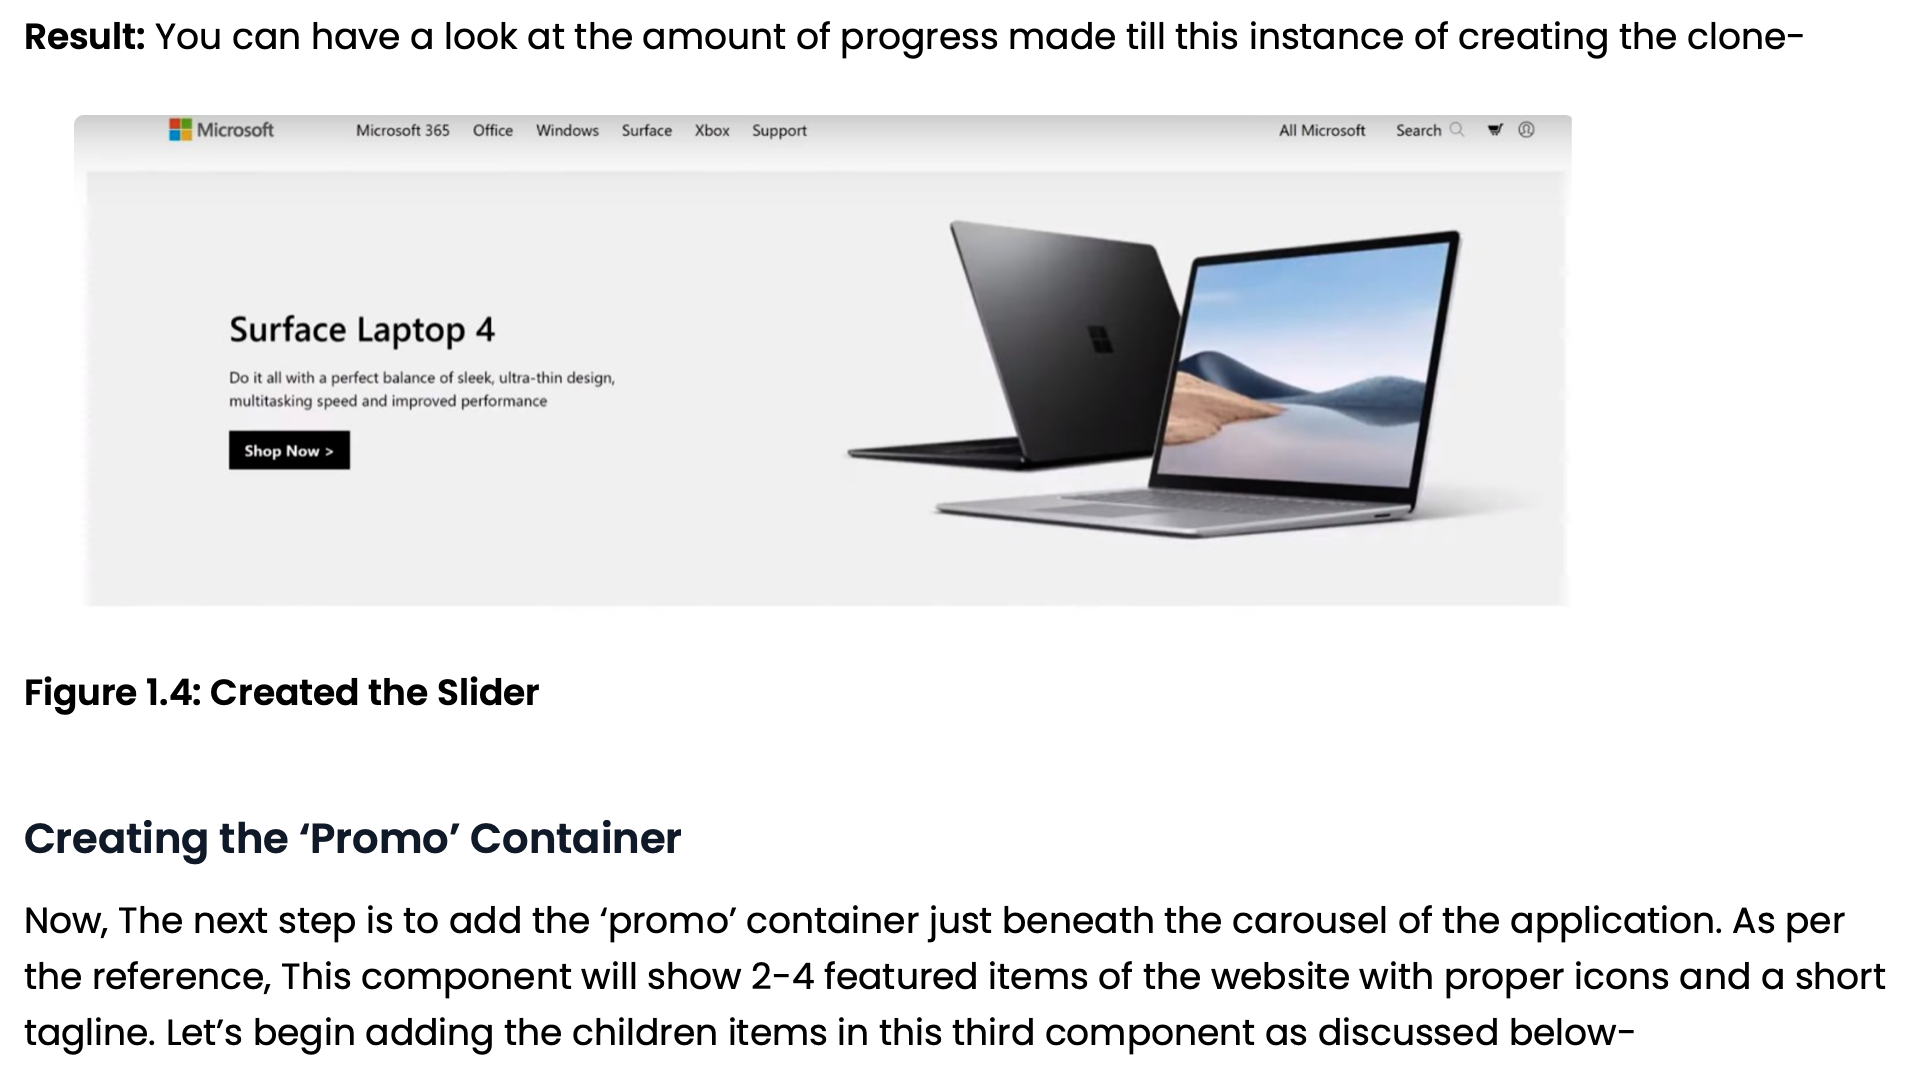 Result: You can have a look at the amount of progress made till this instance of creating the clone-
Microsoft Microsoft 365 Office Windows Surface Xbox Support All Microsoft Search
Surface Laptop 4
Do it all with a perfect balance of sleek, ultra-thin design,
multitasking speed and improved performance
Shop Now >
Figure 1.4: Created the Slider
Creating the ‘Promo’ Container
Now, The next step is to add the ‘promo’ container just beneath the carousel of the application. As per
the reference, This component will show 2-4 featured items of the website with proper icons and a short
tagline. Let’s begin adding the children items in this third component as discussed below-